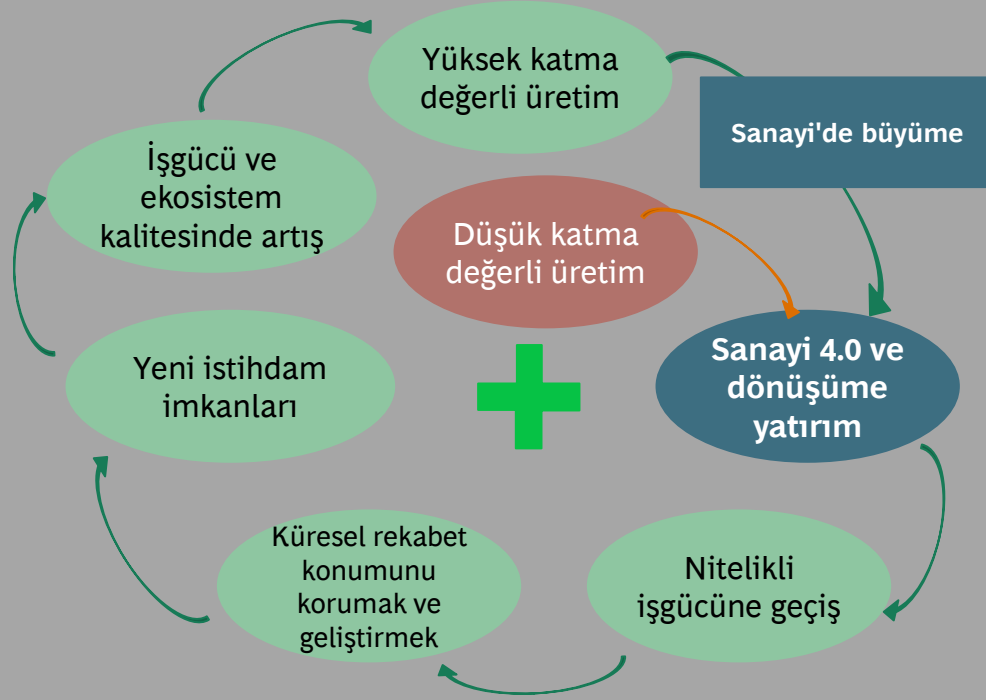 Yüksek katma
değerli üretim
Sanayi'de büyüme
İşgücü ve
ekosistem
kalitesinde artış
Düşük katma
değerli üretim
Yeni istihdam
imkanları
Sanayi 4.0 ve
dönüşüme
yatırım
Küresel rekabet
konumunu
korumak ve
geliştirmek
Nitelikli
işgücüne geçiş